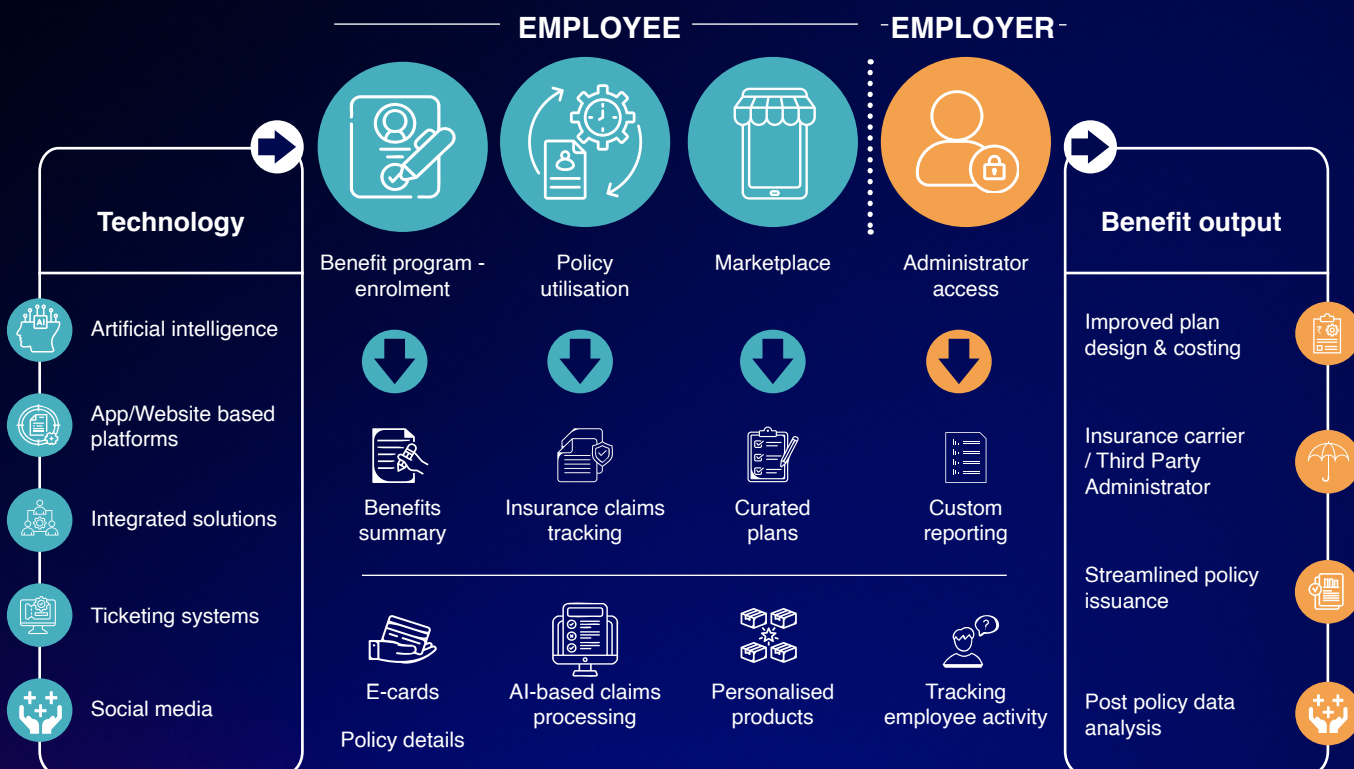 EMPLOYEE
EMPLOYER
Technology
Artificial intelligence
App/Website based
platforms
Integrated solutions
Ticketing systems
Social media
Benefit program -
enrolment
Benefits
summary
E-cards
Policy details
Policy
utilisation
Insurance claims
tracking
AI-based claims
processing
Marketplace
Curated
plans
Personalised
products
Administrator
access
Custom
reporting
Tracking
employee activity
Benefit output
Improved plan
design & costing
Insurance carrier
/ Third Party
Administrator
Streamlined policy
issuance
Post policy data
analysis
AI
₹
?